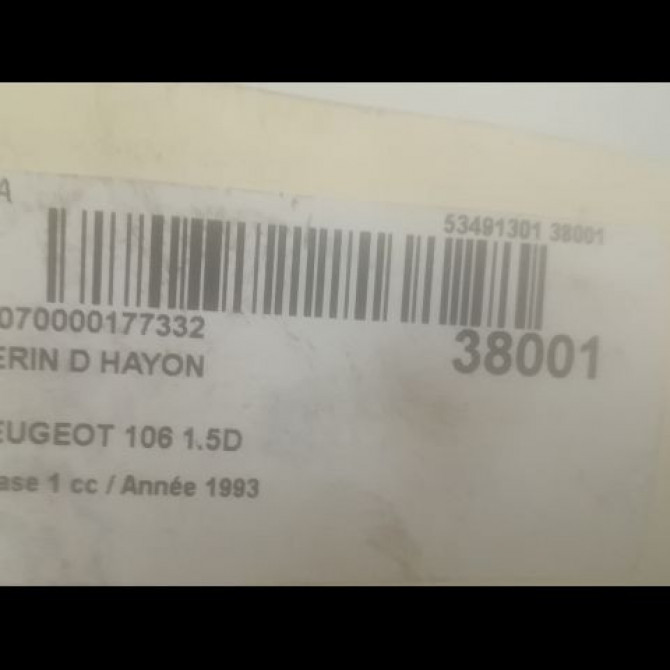 A
53491301 38001
070000177332
38001
ERIN D HAYON
EUGEOT 106 1.5D
ase 1 cc / Année 1993